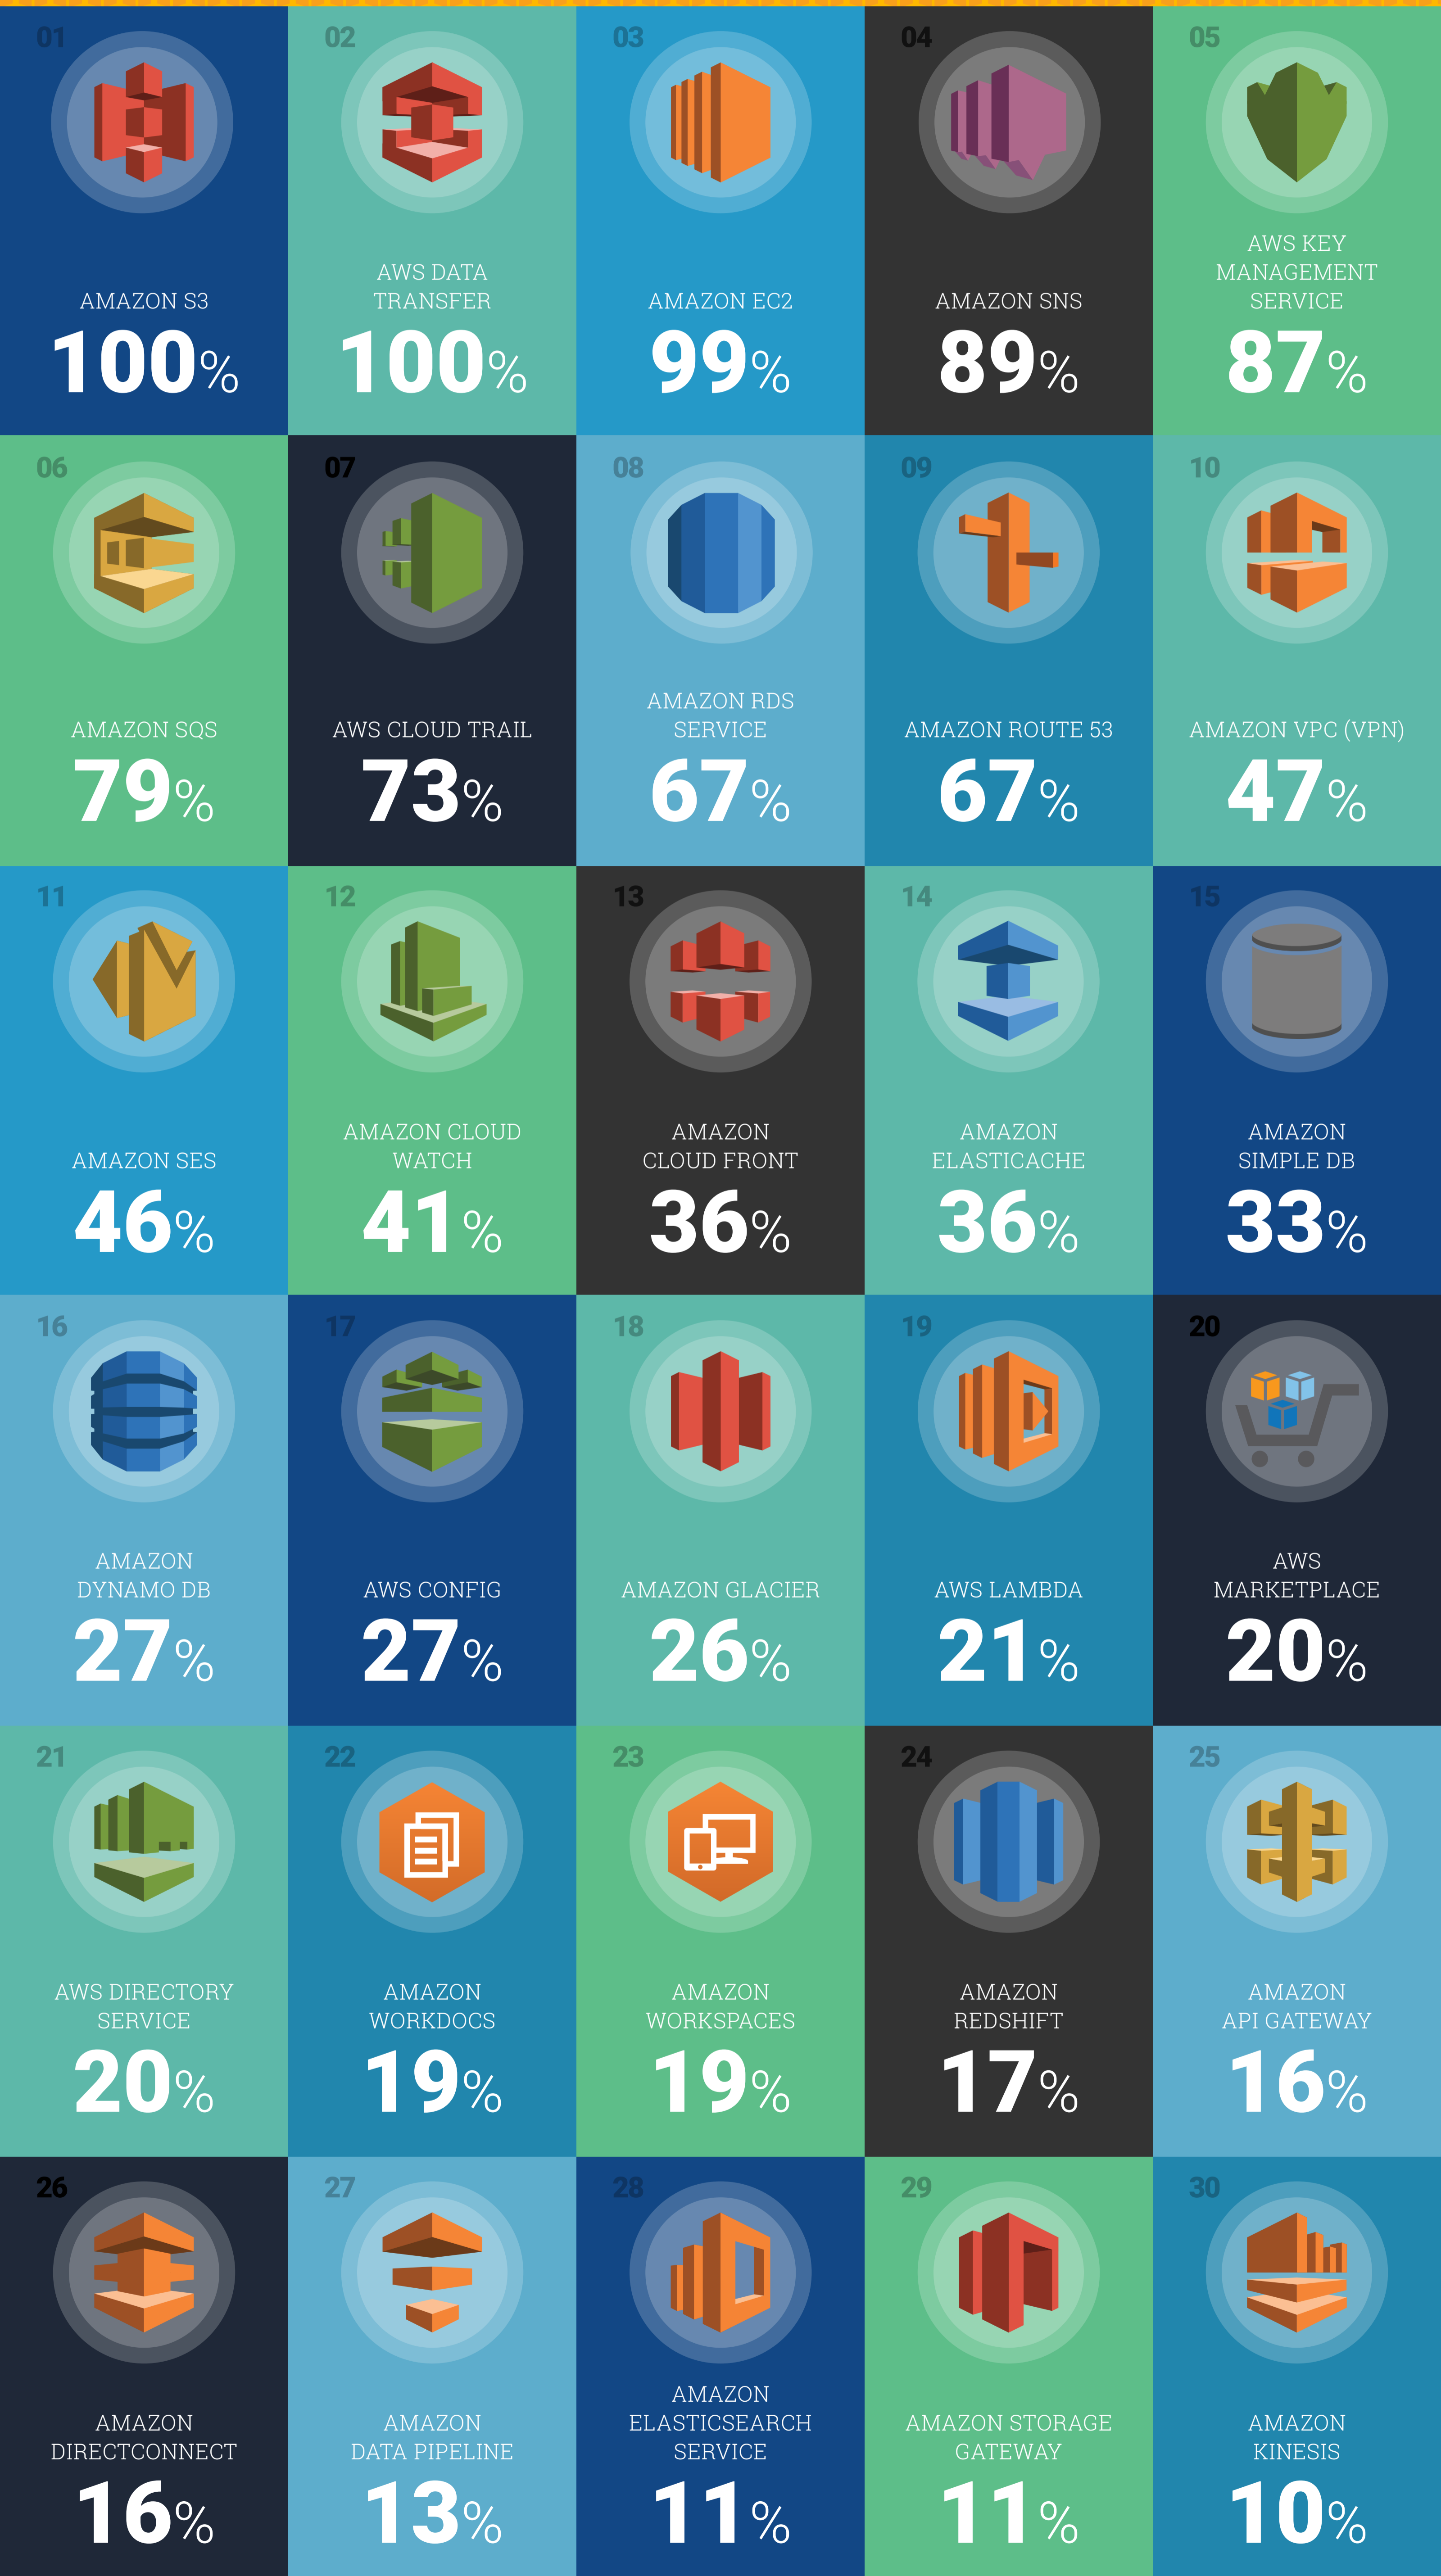 01
AMAZON S3
100%
02
AWS DATA
TRANSFER
100%
03
AMAZON EC2
99%
04
AMAZON SNS
89%
05
AWS KEY
MANAGEMENT
SERVICE
87%
06
AMAZON SQS
79%
07
AWS CLOUD TRAIL
73%
08
AMAZON RDS
SERVICE
67%
09
AMAZON ROUTE 53
67%
10
AMAZON VPC (VPN)
47%
11
AMAZON SES
46%
12
AMAZON CLOUD
WATCH
41%
13
AMAZON
CLOUD FRONT
36%
14
AMAZON
ELASTICACHE
36%
15
AMAZON
SIMPLE DB
33%
16
AMAZON
DYNAMO DB
27%
17
AWS CONFIG
27%
18
AMAZON GLACIER
26%
19
AWS LAMBDA
21%
20
AWS
MARKETPLACE
20%
21
AWS DIRECTORY
SERVICE
20%
22
AMAZON
WORKDOCS
19%
23
AMAZON
WORKSPACES
19%
24
AMAZON
REDSHIFT
17%
25
AMAZON
API GATEWAY
16%
26
AMAZON
DIRECTCONNECT
16%
27
AMAZON
DATA PIPELINE
13%
28
AMAZON
ELASTICSEARCH
SERVICE
11%
29
AMAZON STORAGE
GATEWAY
11%
30
AMAZON
KINESIS
10%